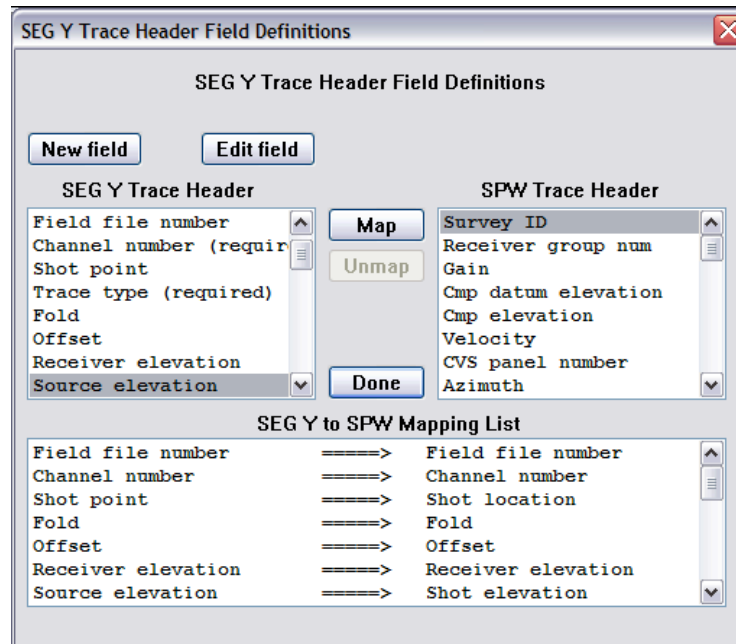 SEG Y Trace Header Field Definitions
SEG Y Trace Header Field Definitions
New field Edit field
SEG Y Trace Header SPW Trace Header
Field file number Map Survey ID
Channel number (requir Receiver group num
Shot point Unmap Gain
Trace type (required) Cmp datum elevation
Fold Cmp elevation
Offset Velocity
Receiver elevation CVS panel number
Source elevation Done Azimuth
SEG Y to SPW Mapping List
Field file number =====> Field file number
Channel number =====> Channel number
Shot point =====> Shot location
Fold =====> Fold
Offset =====> Offset
Receiver elevation =====> Receiver elevation
Source elevation =====> Shot elevation